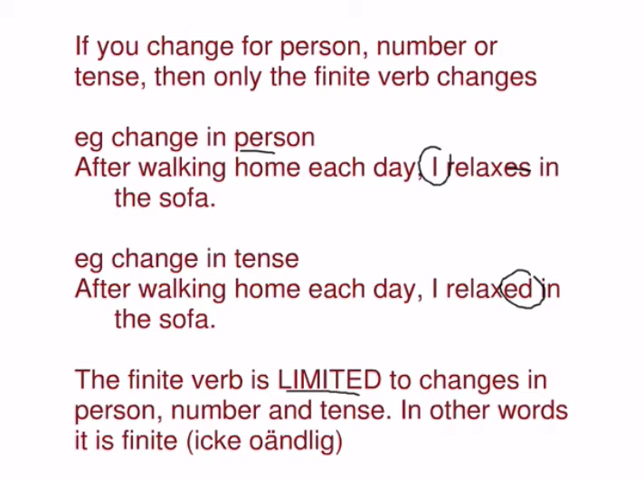 If you change for person, number or
tense, then only the finite verb changes
eg change in person
After walking home each day, I relaxes in
the sofa.
eg change in tense
After walking home each day, I relaxed in
the sofa.
The finite verb is LIMITED to changes in
person, number and tense. In other words
it is finite (icke oändlig)